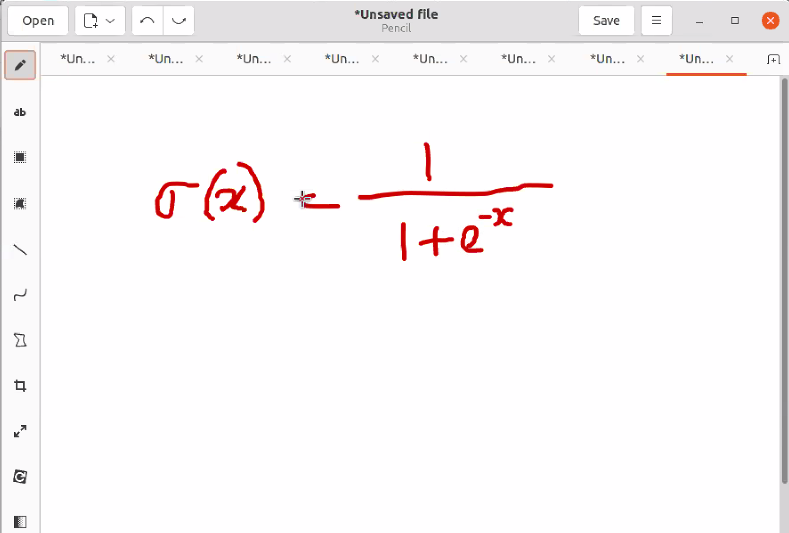 Open *Unsaved file Save
Pencil
*Un... *Un... *Un... *Un... *Un... *Un... *Un... *Un...
ab
σ(x) = 1/(1+e^-x)